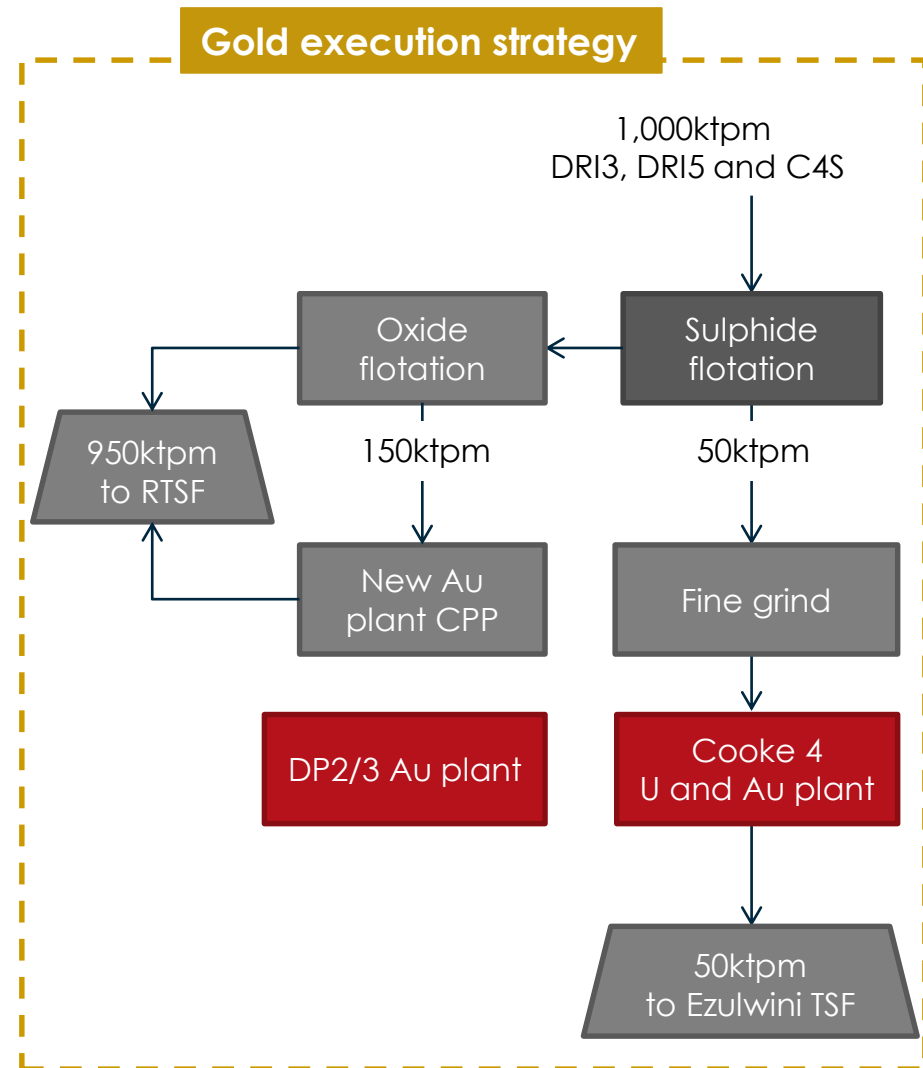 Gold execution strategy
1,000ktpm
DRI3, DRI5 and C4S
Oxide
flotation
Sulphide
flotation
950ktpm
to RTSF
150ktpm
50ktpm
New Au
plant CPP
Fine grind
DP2/3 Au plant
Cooke 4
U and Au plant
50ktpm
to Ezulwini TSF